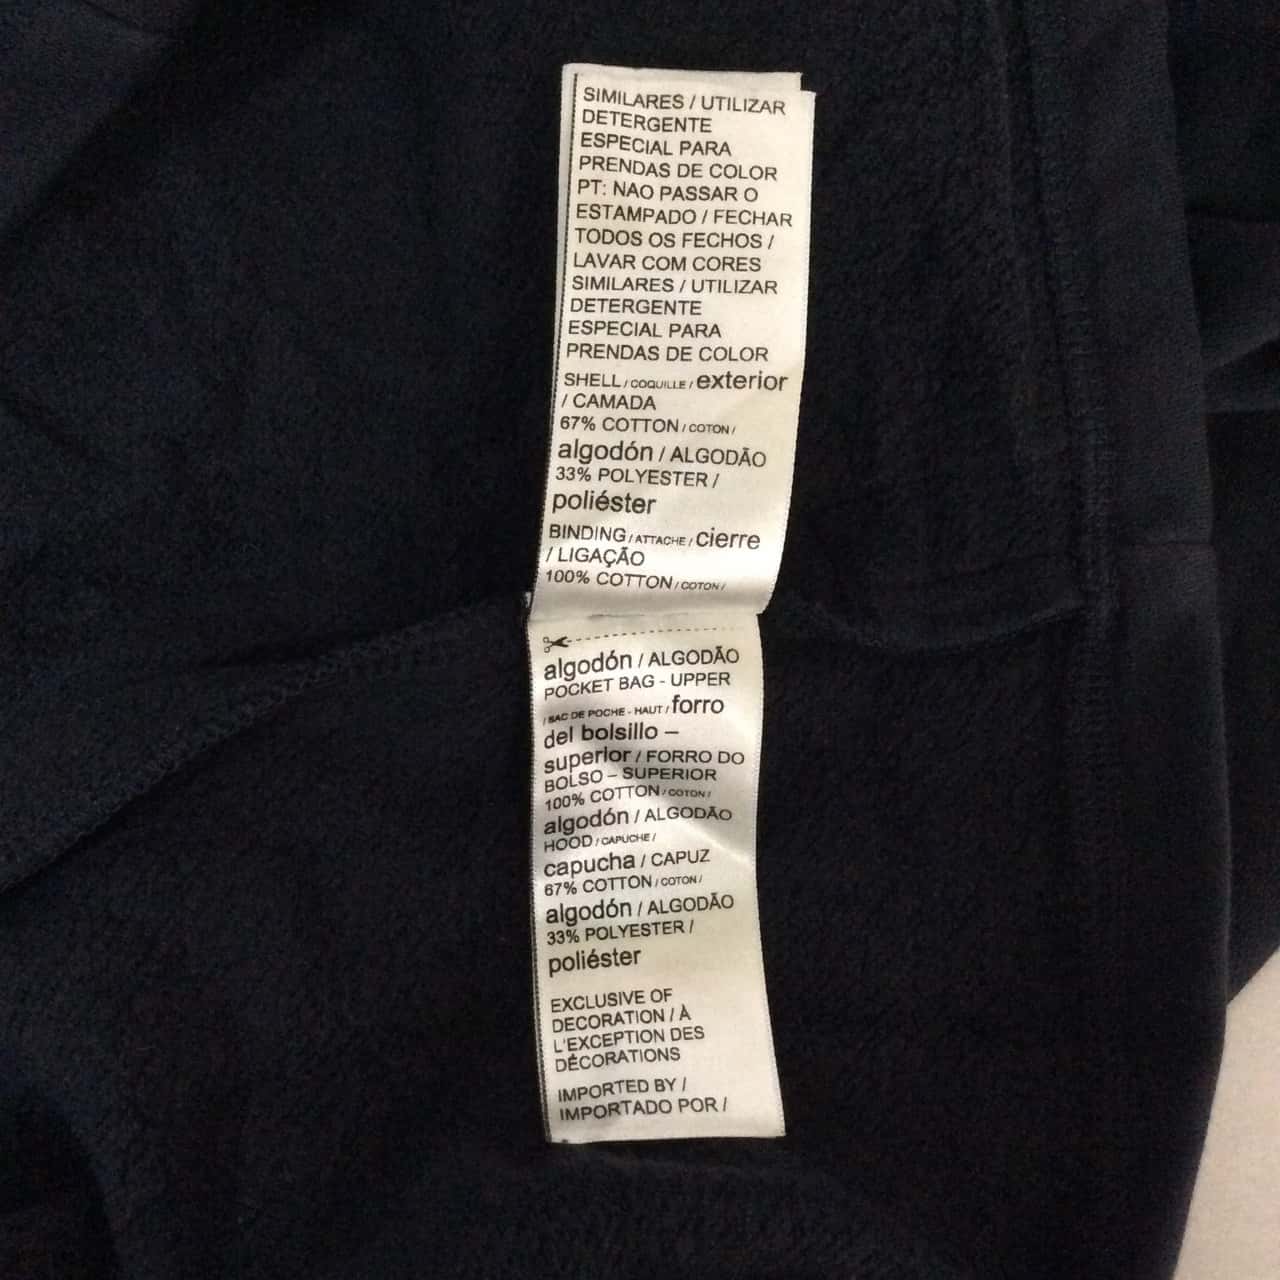 SIMILARES / UTILIZAR
DETERGENTE
ESPECIAL PARA
PRENDAS DE COLOR
PT: NAO PASSAR O
ESTAMPADO / FECHAR
TODOS OS FECHOS /
LAVAR COM CORES
SIMILARES / UTILIZAR
DETERGENTE
ESPECIAL PARA
PRENDAS DE COLOR
SHELL / COQUILLE / exterior
/ CAMADA
67% COTTON / COTON /
algodón / ALGODÃO
33% POLYESTER /
poliéster
BINDING / ATTACHE / cierre
/ LIGAÇÃO
100% COTTON / COTON /
algodón / ALGODÃO
POCKET BAG - UPPER
/ SAC DE POCHE - HAUT / forro
del bolsillo –
superior / FORRO DO
BOLSO – SUPERIOR
100% COTTON / COTON /
algodón / ALGODÃO
HOOD / CAPUCHE /
capucha / CAPUZ
67% COTTON / COTON /
algodón / ALGODÃO
33% POLYESTER /
poliéster
EXCLUSIVE OF
DECORATION / À
L'EXCEPTION DES
DÉCORATIONS
IMPORTED BY /
IMPORTADO POR /